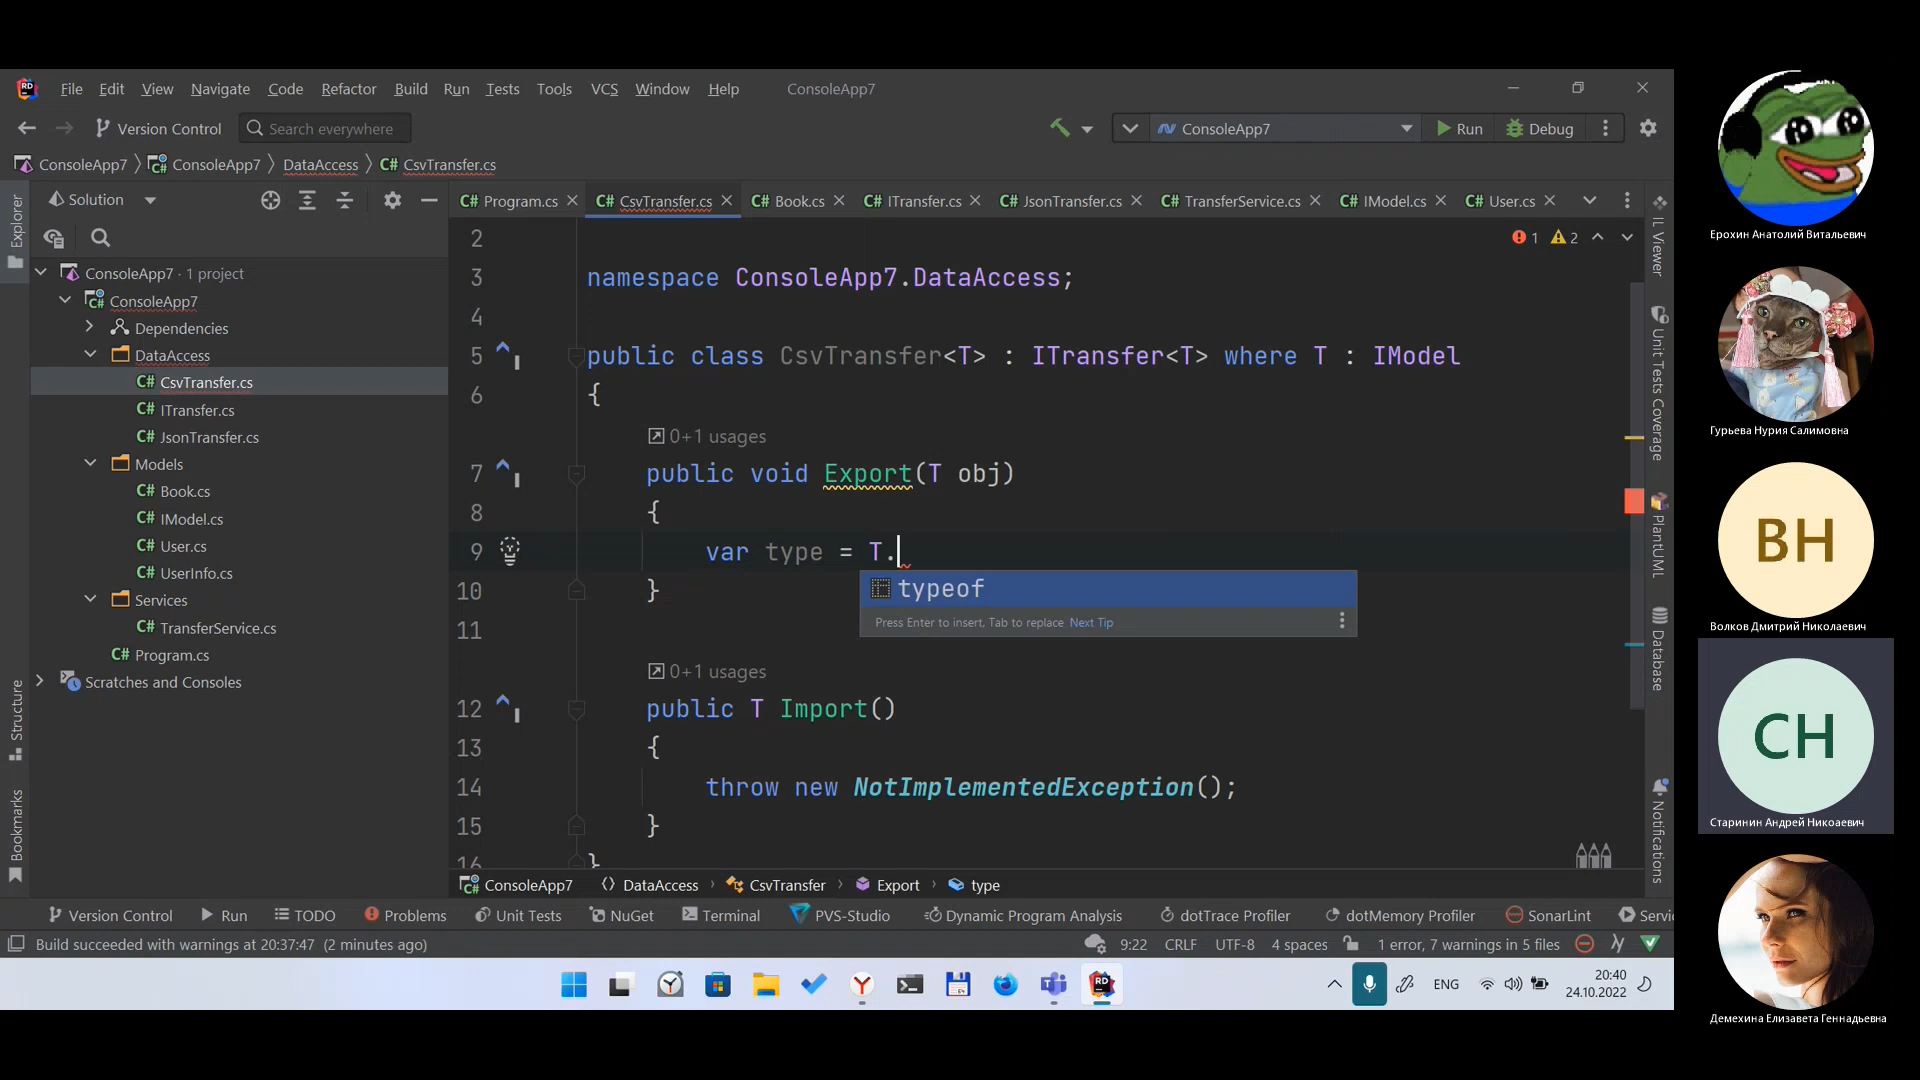 RD
File Edit View Navigate Code Refactor Build Run Tests Tools VCS Window Help ConsoleApp7
Version Control Search everywhere ConsoleApp7 Run Debug
ConsoleApp7 ConsoleApp7 DataAccess C# CsvTransfer.cs
Explorer
Solution
C# Program.cs C# CsvTransfer.cs C# Book.cs C# ITransfer.cs C# JsonTransfer.cs C# TransferService.cs C# IModel.cs C# User.cs
ConsoleApp7 · 1 project
ConsoleApp7
Dependencies
DataAccess
C# CsvTransfer.cs
C# ITransfer.cs
C# JsonTransfer.cs
Models
C# Book.cs
C# IModel.cs
C# User.cs
C# UserInfo.cs
Services
C# TransferService.cs
C# Program.cs
Scratches and Consoles
Structure
Bookmarks
1 2
2
3 namespace ConsoleApp7.DataAccess;
4
5 public class CsvTransfer<T> : ITransfer<T> where T : IModel
6 {
0+1 usages
7 public void Export(T obj)
8 {
9 var type = T.
typeof
Press Enter to insert, Tab to replace Next Tip
10 }
11
0+1 usages
12 public T Import()
13 {
14 throw new NotImplementedException();
15 }
16 }
IL Viewer
Unit Tests Coverage
PlantUML
Database
Notifications
ConsoleApp7 DataAccess CsvTransfer Export type
Version Control Run TODO Problems Unit Tests NuGet Terminal PVS-Studio Dynamic Program Analysis dotTrace Profiler dotMemory Profiler SonarLint Servi
Build succeeded with warnings at 20:37:47 (2 minutes ago)
9:22 CRLF UTF-8 4 spaces 1 error, 7 warnings in 5 files
ENG
20:40
24.10.2022
Ерохин Анатолий Витальевич
Гурьева Нурия Салимовна
ВН
Волков Дмитрий Николаевич
СН
Старинин Андрей Никоаевич
Демехина Елизавета Геннадьевна